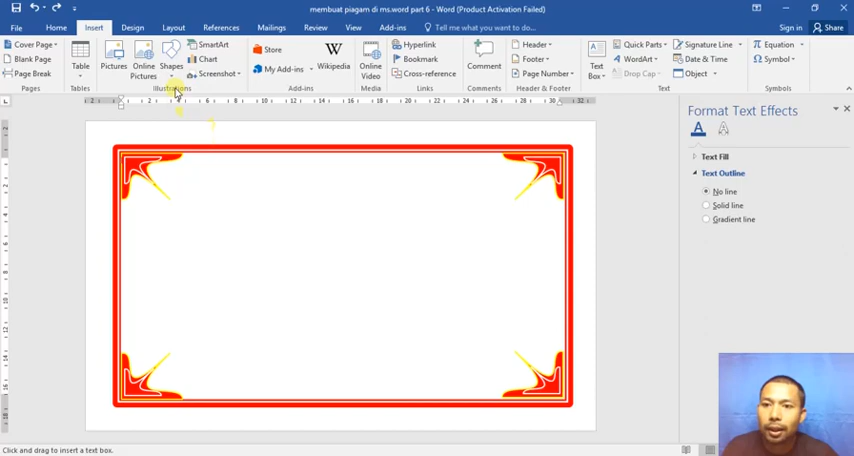 membuat piagam di ms.word part 6 - Word (Product Activation Failed)
File Home Insert Design Layout References Mailings Review View Add-ins Tell me what you want to do... Sign in Share
Cover Page
Blank Page
Page Break
Pages
Table
Tables
Pictures
Online Pictures
Shapes
SmartArt
Chart
Screenshot
Illustrations
Store
My Add-ins
Wikipedia
Add-ins
Online Video
Media
Hyperlink
Bookmark
Cross-reference
Links
Comment
Comments
Header
Footer
Page Number
Header & Footer
Text Box
Quick Parts
WordArt
Drop Cap
Signature Line
Date & Time
Object
Text
Equation
Symbol
Symbols
Format Text Effects
A A
Text Fill
Text Outline
No line
Solid line
Gradient line
Click and drag to insert a text box.